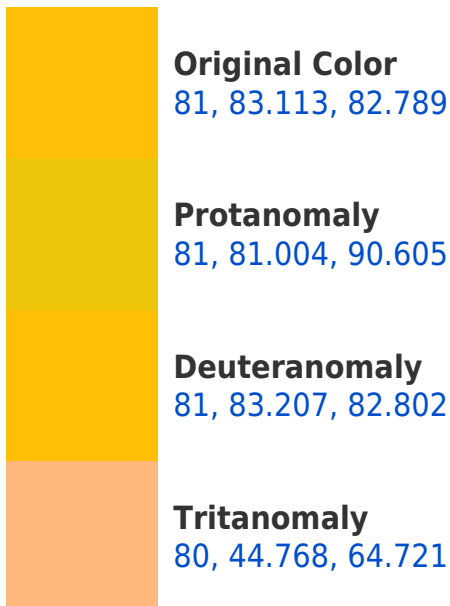 Original Color
81, 83.113, 82.789
Protanomaly
81, 81.004, 90.605
Deuteranomaly
81, 83.207, 82.802
Tritanomaly
80, 44.768, 64.721